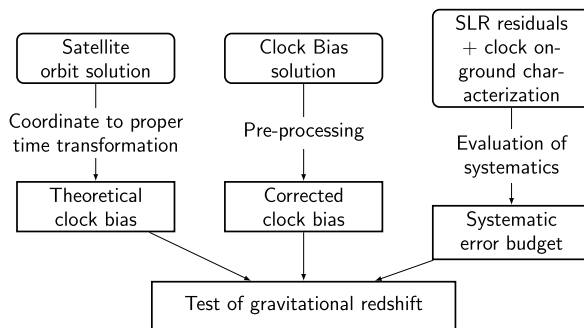 Satellite
orbit solution
Clock Bias
solution
SLR residuals
+ clock on-
ground char-
acterization
Coordinate to proper
time transformation
Pre-processing
Evaluation of
systematics
Theoretical
clock bias
Corrected
clock bias
Systematic
error budget
Test of gravitational redshift